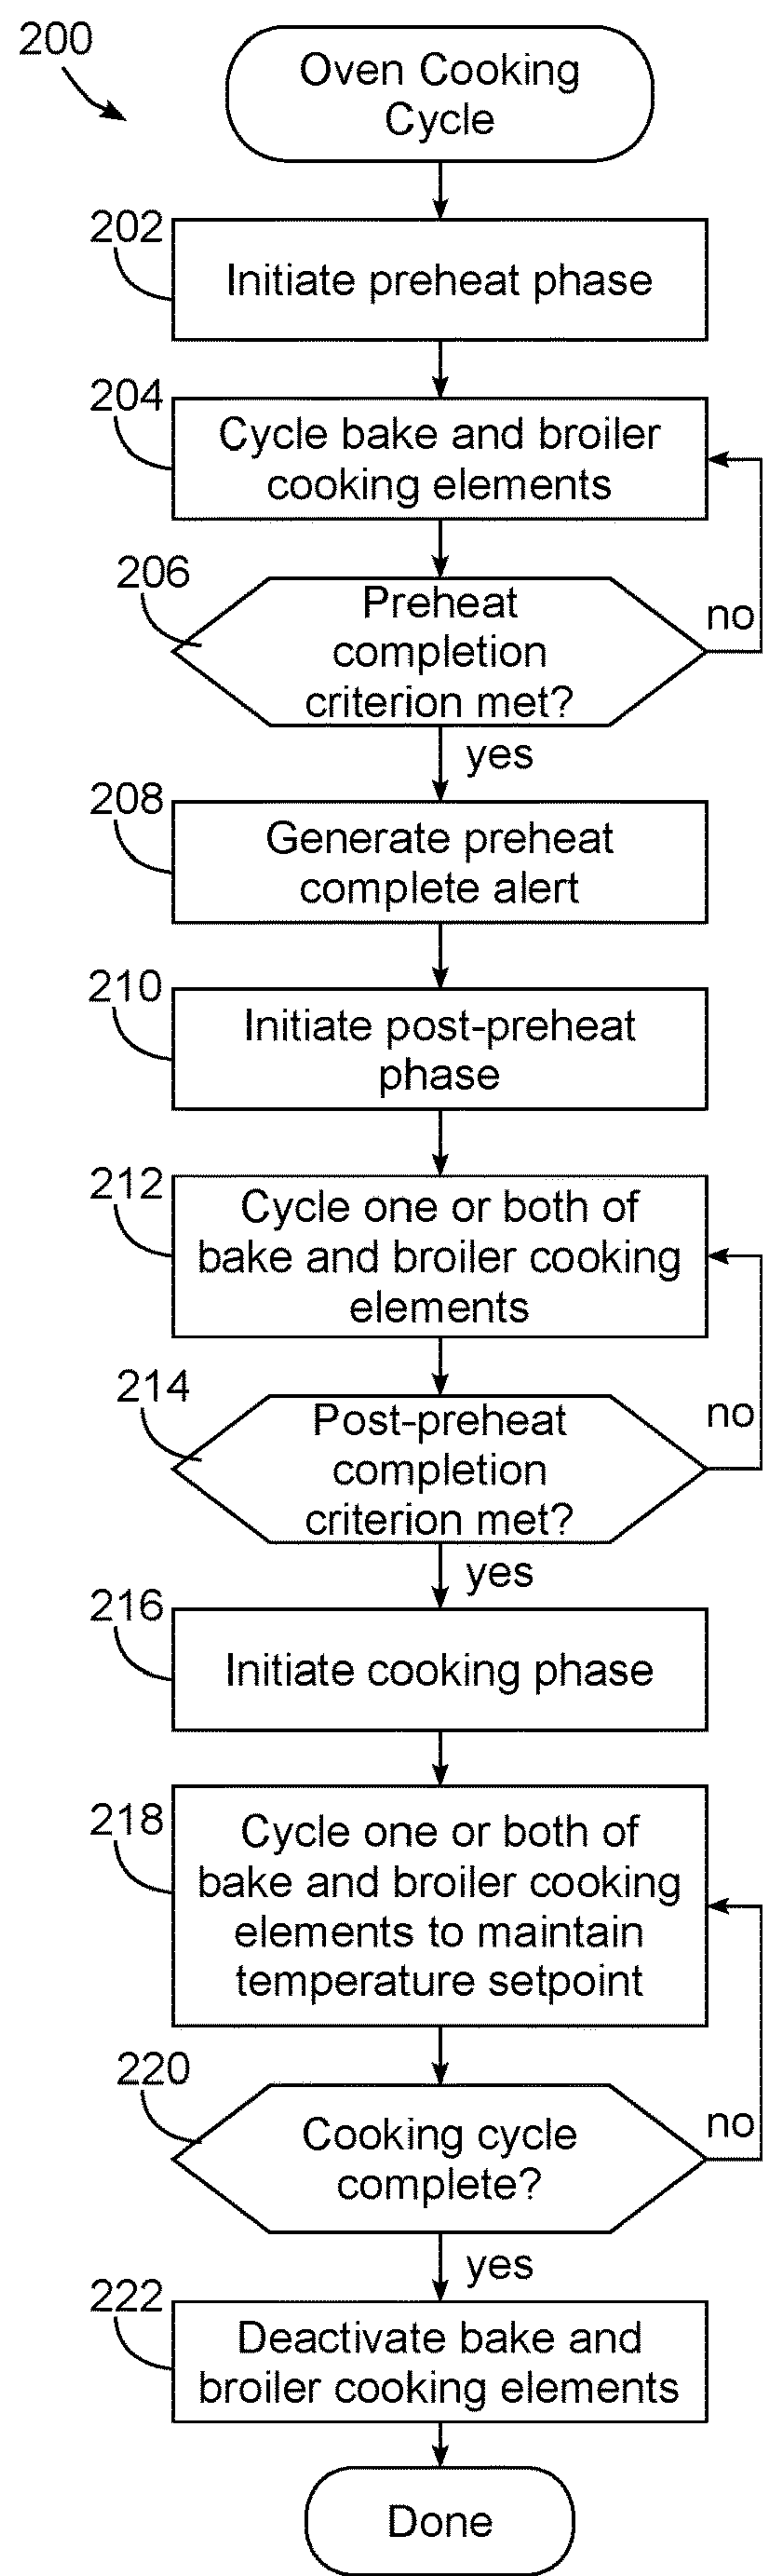 200
Oven Cooking
Cycle
202
Initiate preheat phase
204
Cycle bake and broiler
cooking elements
206
Preheat
completion
criterion met?
no
yes
208
Generate preheat
complete alert
210
Initiate post-preheat
phase
212
Cycle one or both of
bake and broiler cooking
elements
214
Post-preheat
completion
criterion met?
no
yes
216
Initiate cooking phase
218
Cycle one or both of
bake and broiler cooking
elements to maintain
temperature setpoint
220
Cooking cycle
complete?
no
yes
222
Deactivate bake and
broiler cooking elements
Done